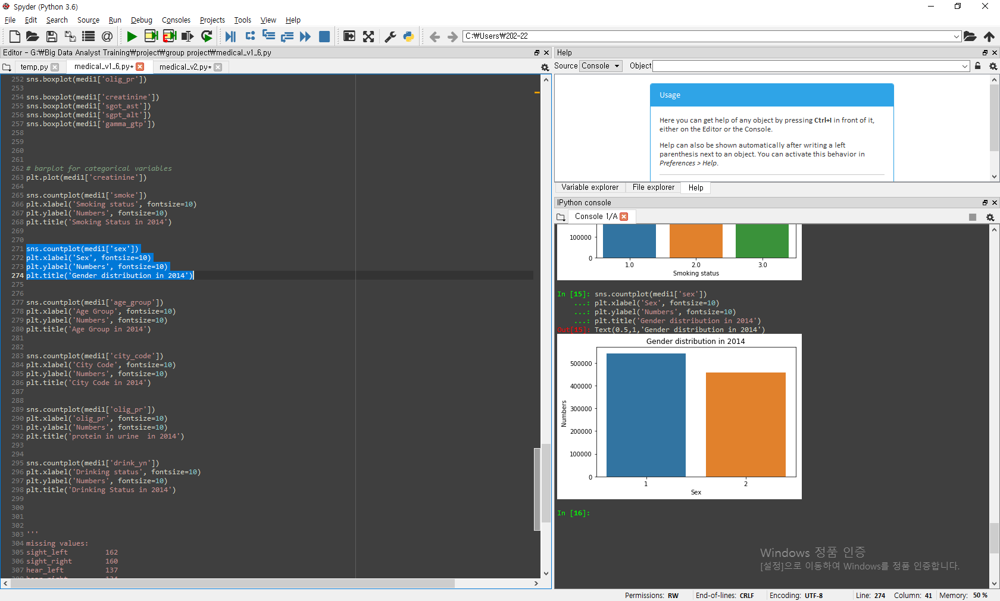 Spyder (Python 3.6)
File Edit Search Source Run Debug Consoles Projects Tools View Help
C:₩Users₩202-22
Editor - G:₩Big Data Analyst Training₩project₩group project₩medical_v1_6.py
temp.py medical_v1_6.py* medical_v2.py*
252 sns.boxplot(medi1['olig_pr'])
253
254 sns.boxplot(medi1['creatinine'])
255 sns.boxplot(medi1['sgot_ast'])
256 sns.boxplot(medi1['sgpt_alt'])
257 sns.boxplot(medi1['gamma_gtp'])
258
259
260
261
262 # barplot for categorical variables
263 plt.plot(medi1['creatinine'])
264
265 sns.countplot(medi1['smoke'])
266 plt.xlabel('Smoking status', fontsize=10)
267 plt.ylabel('Numbers', fontsize=10)
268 plt.title('Smoking Status in 2014')
269
270
271 sns.countplot(medi1['sex'])
272 plt.xlabel('Sex', fontsize=10)
273 plt.ylabel('Numbers', fontsize=10)
274 plt.title('Gender distribution in 2014')
275
276
277 sns.countplot(medi1['age_group'])
278 plt.xlabel('Age Group', fontsize=10)
279 plt.ylabel('Numbers', fontsize=10)
280 plt.title('Age Group in 2014')
281
282
283 sns.countplot(medi1['city_code'])
284 plt.xlabel('City Code', fontsize=10)
285 plt.ylabel('Numbers', fontsize=10)
286 plt.title('City Code in 2014')
287
288
289 sns.countplot(medi1['olig_pr'])
290 plt.xlabel('olig_pr', fontsize=10)
291 plt.ylabel('Numbers', fontsize=10)
292 plt.title('protein in urine  in 2014')
293
294
295 sns.countplot(medi1['drink_yn'])
296 plt.xlabel('Drinking status', fontsize=10)
297 plt.ylabel('Numbers', fontsize=10)
298 plt.title('Drinking Status in 2014')
299
300
301
302
303 '''
304 missing values:
305 sight_left 162
306 sight_right 160
307 hear_left 137
Help
Source Console Object
Usage
Here you can get help of any object by pressing Ctrl+I in front of it,
either on the Editor or the Console.
Help can also be shown automatically after writing a left
parenthesis next to an object. You can activate this behavior in
Preferences > Help.
Variable explorer File explorer Help
IPython console
Console 1/A
100000
0
1.0 2.0 3.0
Smoking status
In [15]: sns.countplot(medi1['sex'])
...: plt.xlabel('Sex', fontsize=10)
...: plt.ylabel('Numbers', fontsize=10)
...: plt.title('Gender distribution in 2014')
Out[15]: Text(0.5,1,'Gender distribution in 2014')
Gender distribution in 2014
500000
400000
300000
200000
100000
0
Numbers
1 2
Sex
In [16]:
Windows 정품 인증
[설정]으로 이동하여 Windows를 정품 인증합니다.
Permissions: RW End-of-lines: CRLF Encoding: UTF-8 Line: 274 Column: 41 Memory: 50 %